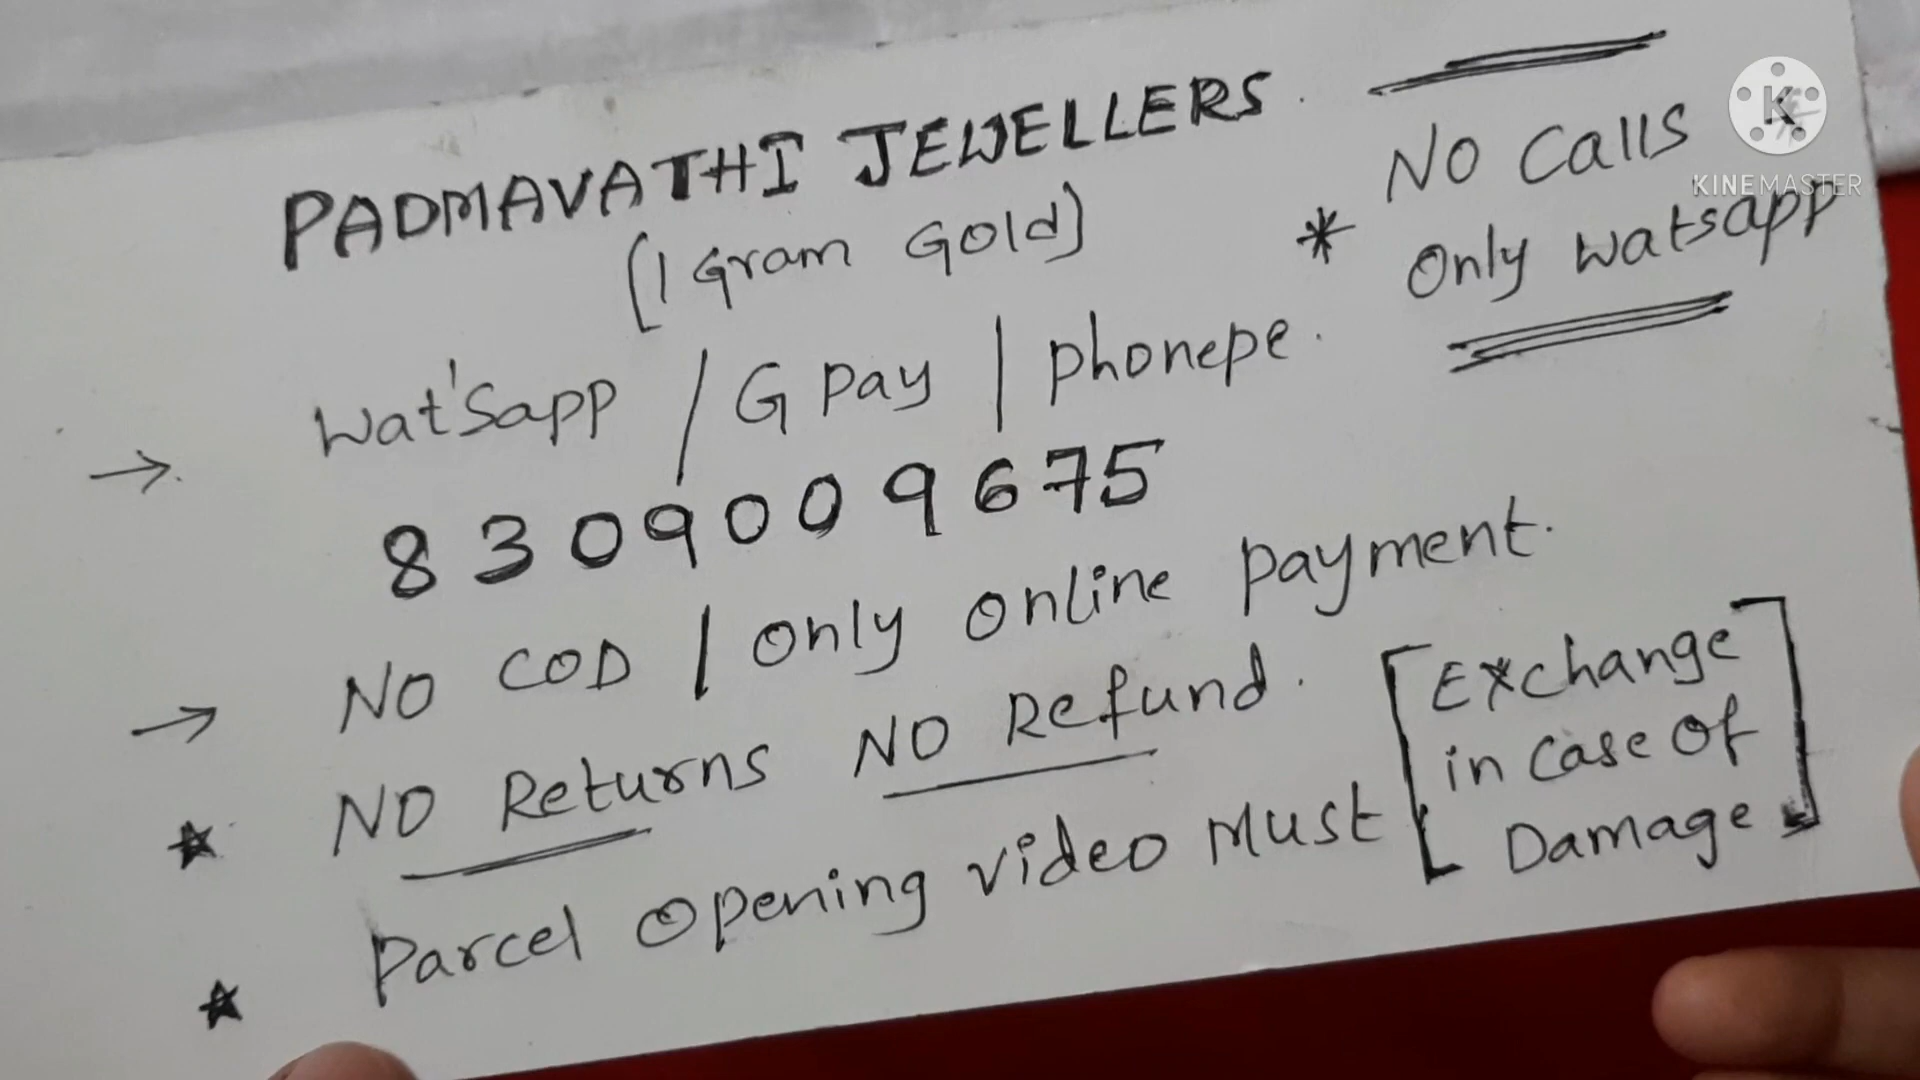 PADMAVATHI JEWELLERS.
(1 Gram Gold)
* NO Calls
Only Watsapp
→ Wat'Sapp / G Pay | Phonepe.
8309009675
→ NO COD | Only Online Payment.
★ NO Returns NO Refund.
★ Parcel Opening video Must [Exchange
in Case Of
Damage]
K
KINEMASTER